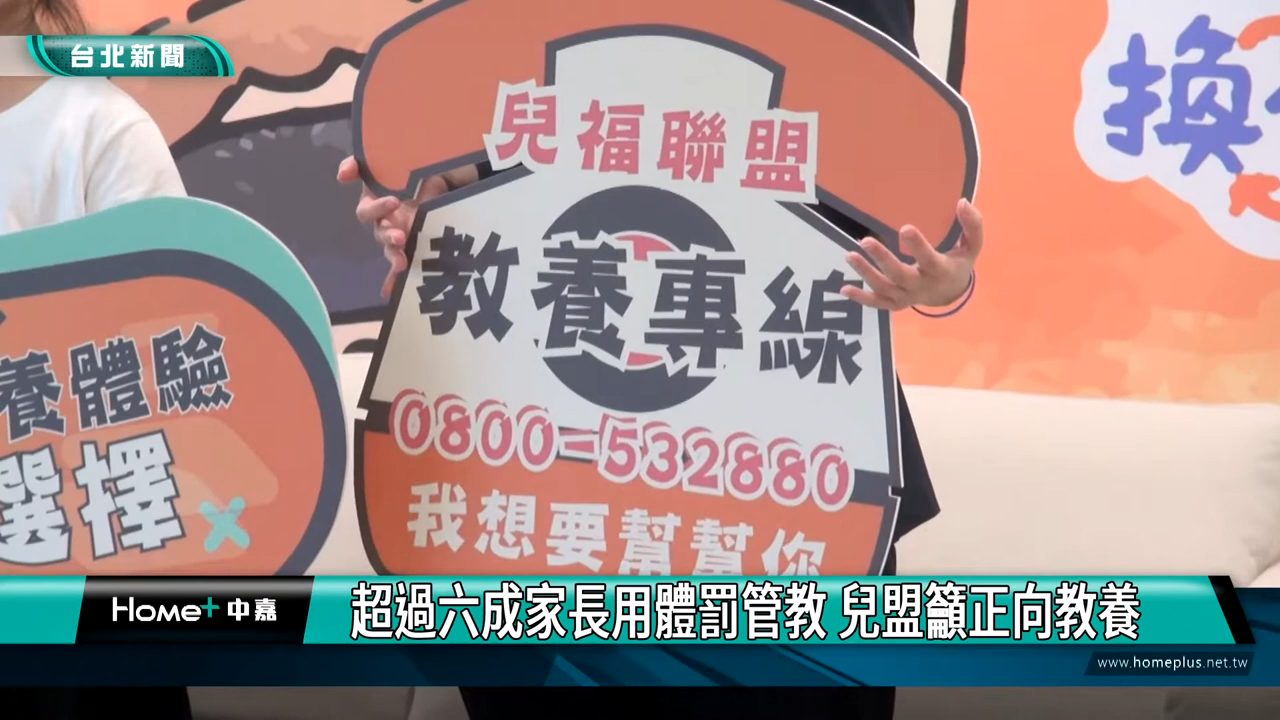 台北新聞
換
兒福聯盟
教養專線
0800-532880
我想要幫幫你
養體驗
選擇
Home+ 中嘉
超過六成家長用體罰管教 兒盟籲正向教養
www.homeplus.net.tw